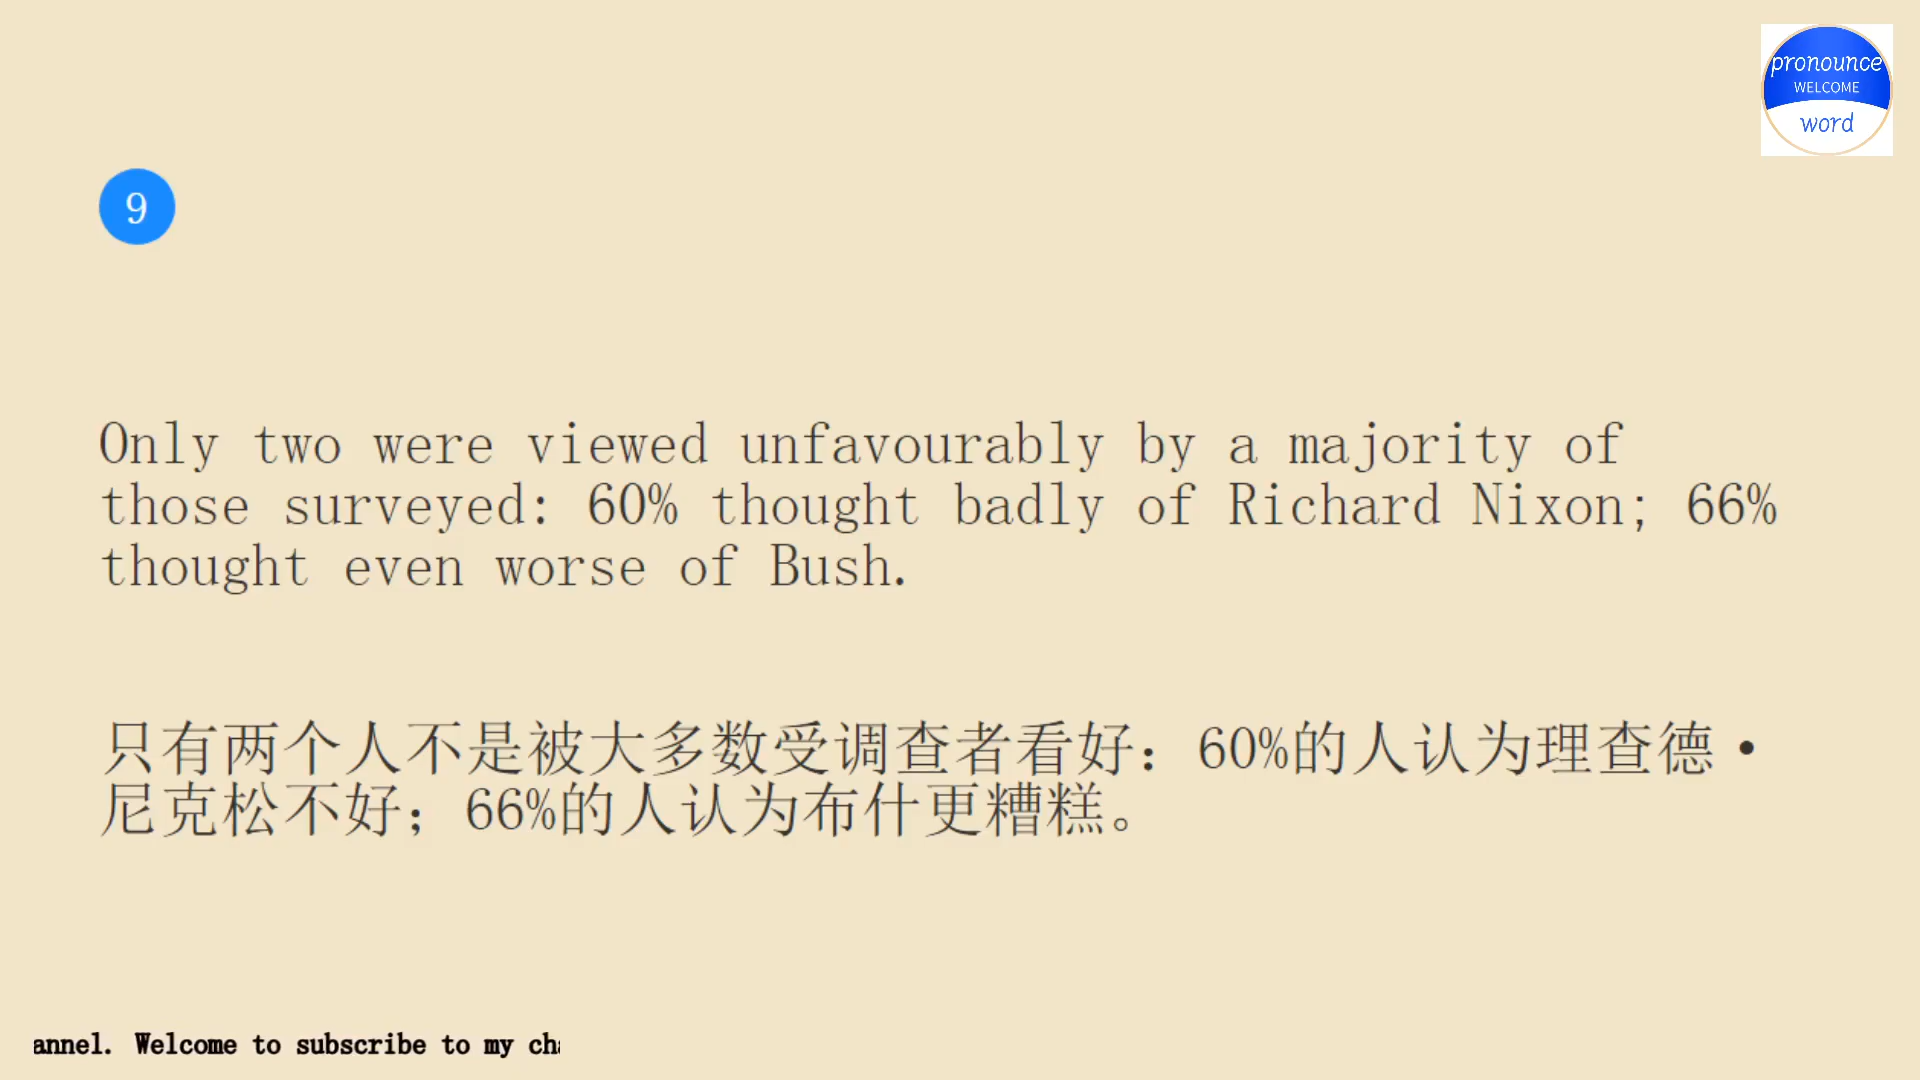 pronounce
WELCOME
word
9
Only two were viewed unfavourably by a majority of
those surveyed: 60% thought badly of Richard Nixon; 66%
thought even worse of Bush.
只有两个人不是被大多数受调查者看好：60%的人认为理查德•
尼克松不好；66%的人认为布什更糟糕。
annel. Welcome to subscribe to my cha